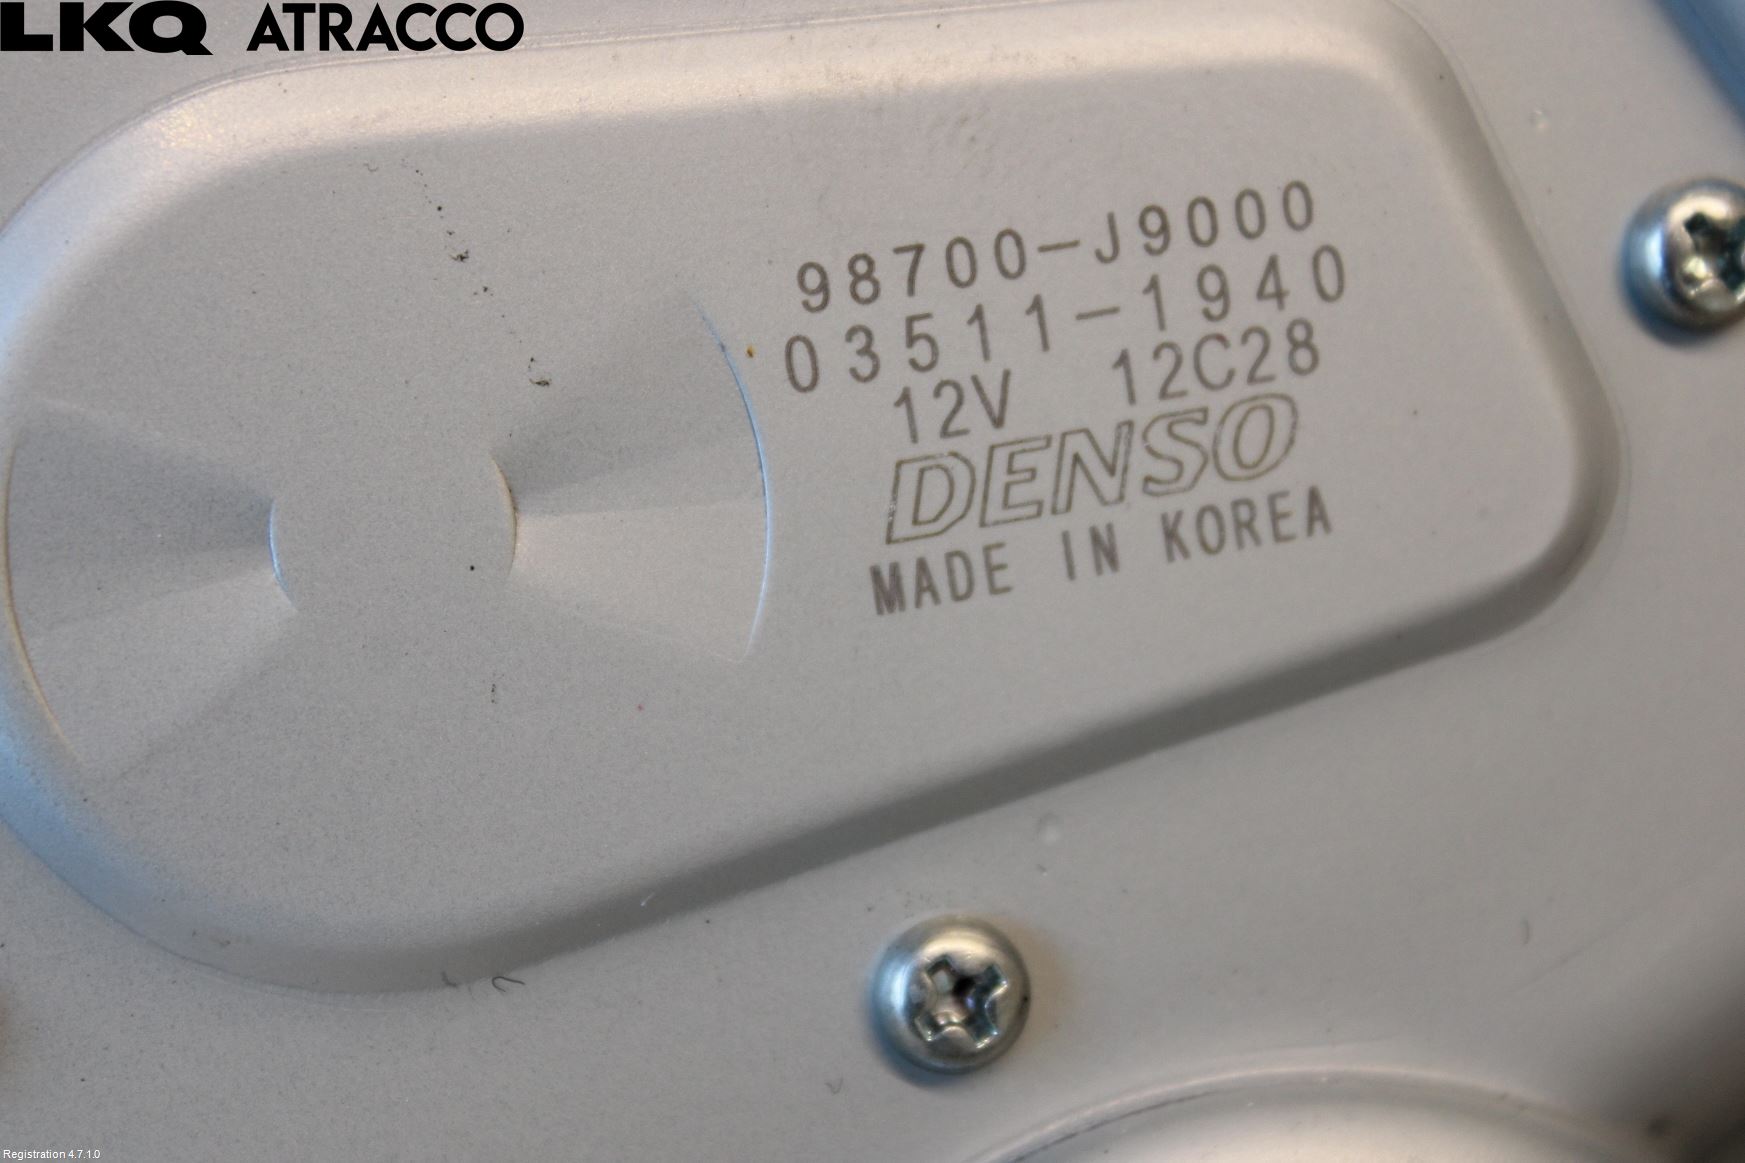 LKQ ATRACCO
98700-J9000
03511-1940
12V 12C28
DENSO
MADE IN KOREA
Registration 4.7.1.0